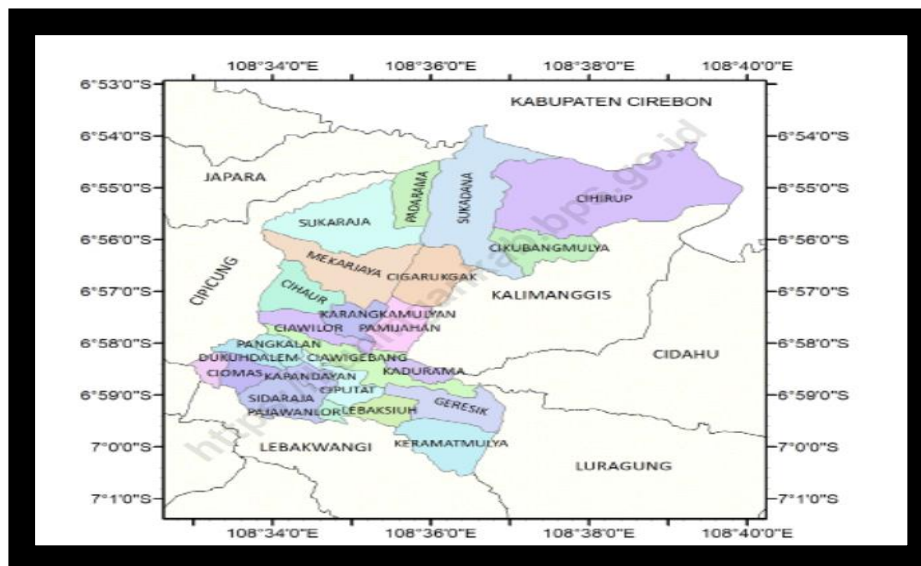 108°34'0"E 108°36'0"E 108°38'0"E 108°40'0"E
6°53'0"S
KABUPATEN CIREBON
6°54'0"S 6°54'0"S
JAPARA
PADARAMA
SUKADANA
6°55'0"S 6°55'0"S
CIHIRUP
SUKARAJA
6°56'0"S 6°56'0"S
CIKUBANGMULYA
MEKARJAYA
CIGARUKGAK
CIPICUNG
CIHAUR
KALIMANGGIS
6°57'0"S 6°57'0"S
KARANGKAMULYAN
CIAWILOR PAMIJAHAN
6°58'0"S 6°58'0"S
PANGKALAN
DUKUHDALEM CIAWIGEBANG
CIDAHU
CIOMAS KAPANDAYAN KADURAMA
6°59'0"S 6°59'0"S
CIPUTAT
SIDARAJA GERESIK
PAJAWANLOR LEBAKSIUH
7°0'0"S 7°0'0"S
LEBAKWANGI KERAMATMULYA
LURAGUNG
7°1'0"S 7°1'0"S
108°34'0"E 108°36'0"E 108°38'0"E 108°40'0"E